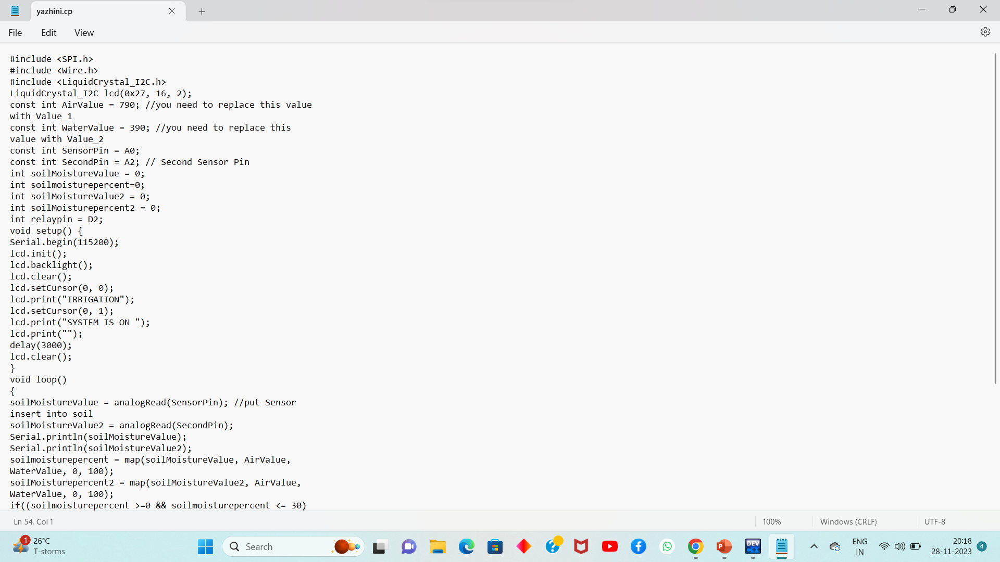 yazhini.cp
File Edit View
#include <SPI.h>
#include <Wire.h>
#include <LiquidCrystal_I2C.h>
LiquidCrystal_I2C lcd(0x27, 16, 2);
const int AirValue = 790; //you need to replace this value
with Value_1
const int WaterValue = 390; //you need to replace this
value with Value_2
const int SensorPin = A0;
const int SecondPin = A2; // Second Sensor Pin
int soilMoistureValue = 0;
int soilmoisturepercent=0;
int soilMoistureValue2 = 0;
int soilMoisturepercent2 = 0;
int relaypin = D2;
void setup() {
Serial.begin(115200);
lcd.init();
lcd.backlight();
lcd.clear();
lcd.setCursor(0, 0);
lcd.print("IRRIGATION");
lcd.setCursor(0, 1);
lcd.print("SYSTEM IS ON ");
lcd.print("");
delay(3000);
lcd.clear();
}
void loop()
{
soilMoistureValue = analogRead(SensorPin); //put Sensor
insert into soil
soilMoistureValue2 = analogRead(SecondPin);
Serial.println(soilMoistureValue);
Serial.println(soilMoistureValue2);
soilmoisturepercent = map(soilMoistureValue, AirValue,
WaterValue, 0, 100);
soilMoisturepercent2 = map(soilMoistureValue2, AirValue,
WaterValue, 0, 100);
if((soilmoisturepercent >=0 && soilmoisturepercent <= 30)
Ln 54, Col 1 100% Windows (CRLF) UTF-8
1 26°C
T-storms
Search
P
DEV
C++
ENG
IN
20:18
28-11-2023
4